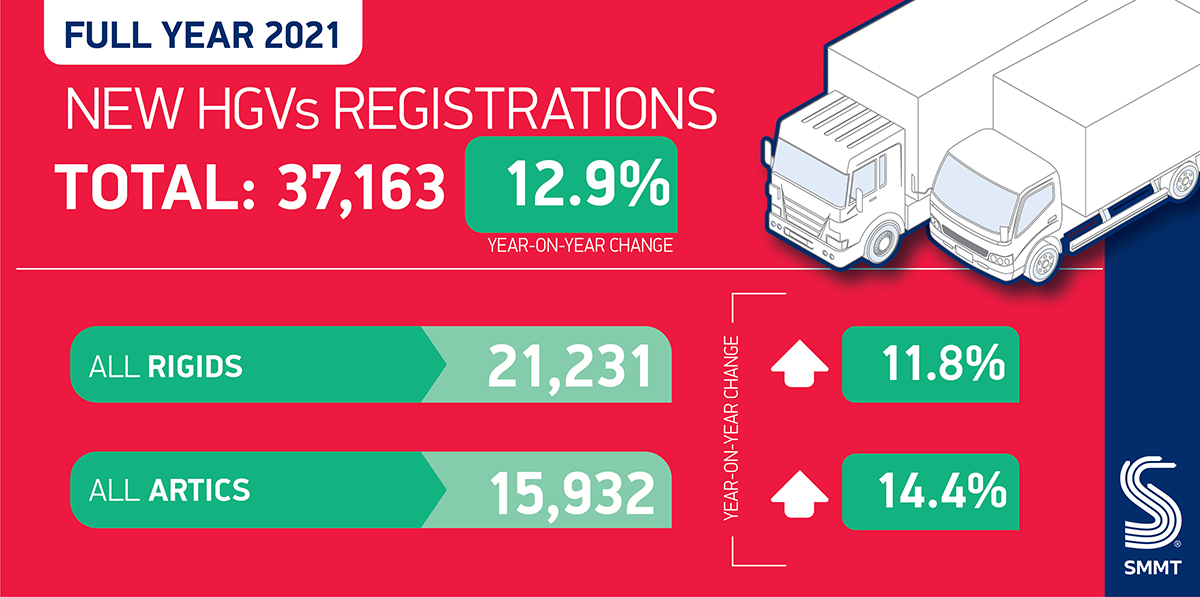 FULL YEAR 2021
NEW HGVs REGISTRATIONS
TOTAL: 37,163 12.9%
YEAR-ON-YEAR CHANGE
ALL RIGIDS 21,231
YEAR-ON-YEAR CHANGE
11.8%
ALL ARTICS 15,932
14.4%
S®
SMMT